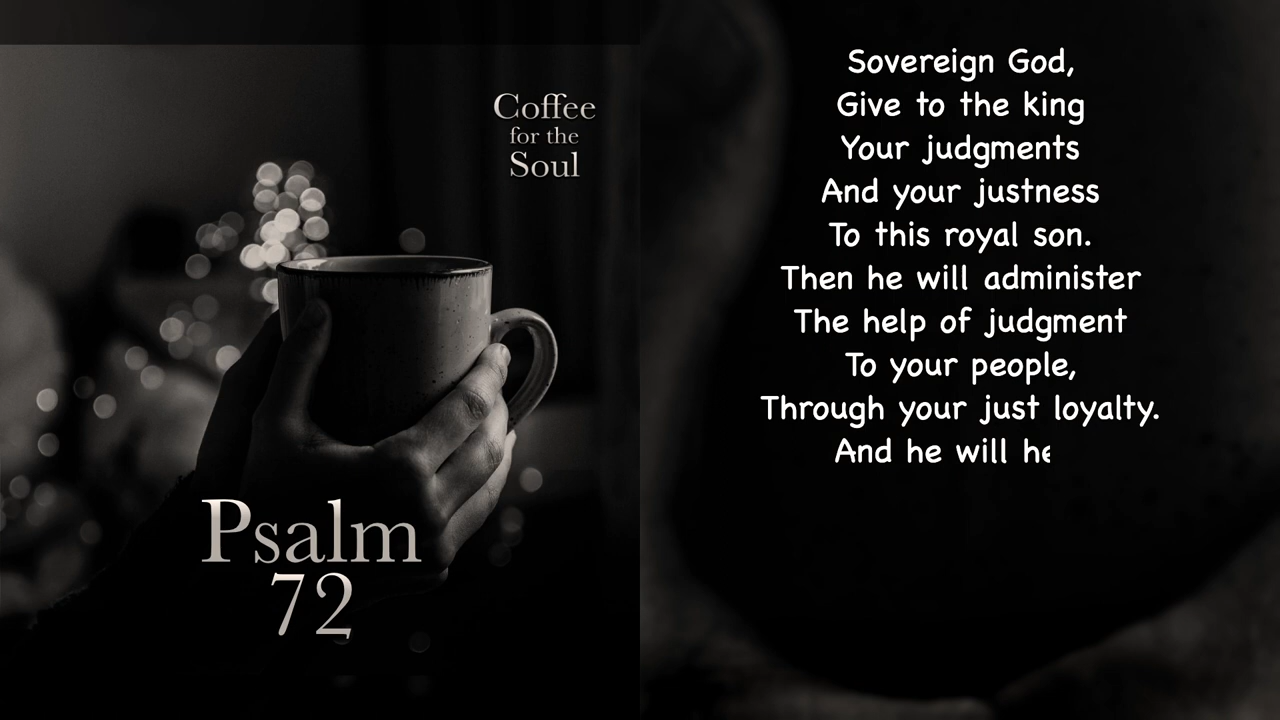 Coffee
for the
Soul
Psalm
72
Sovereign God,
Give to the king
Your judgments
And your justness
To this royal son.
Then he will administer
The help of judgment
To your people,
Through your just loyalty.
And he will